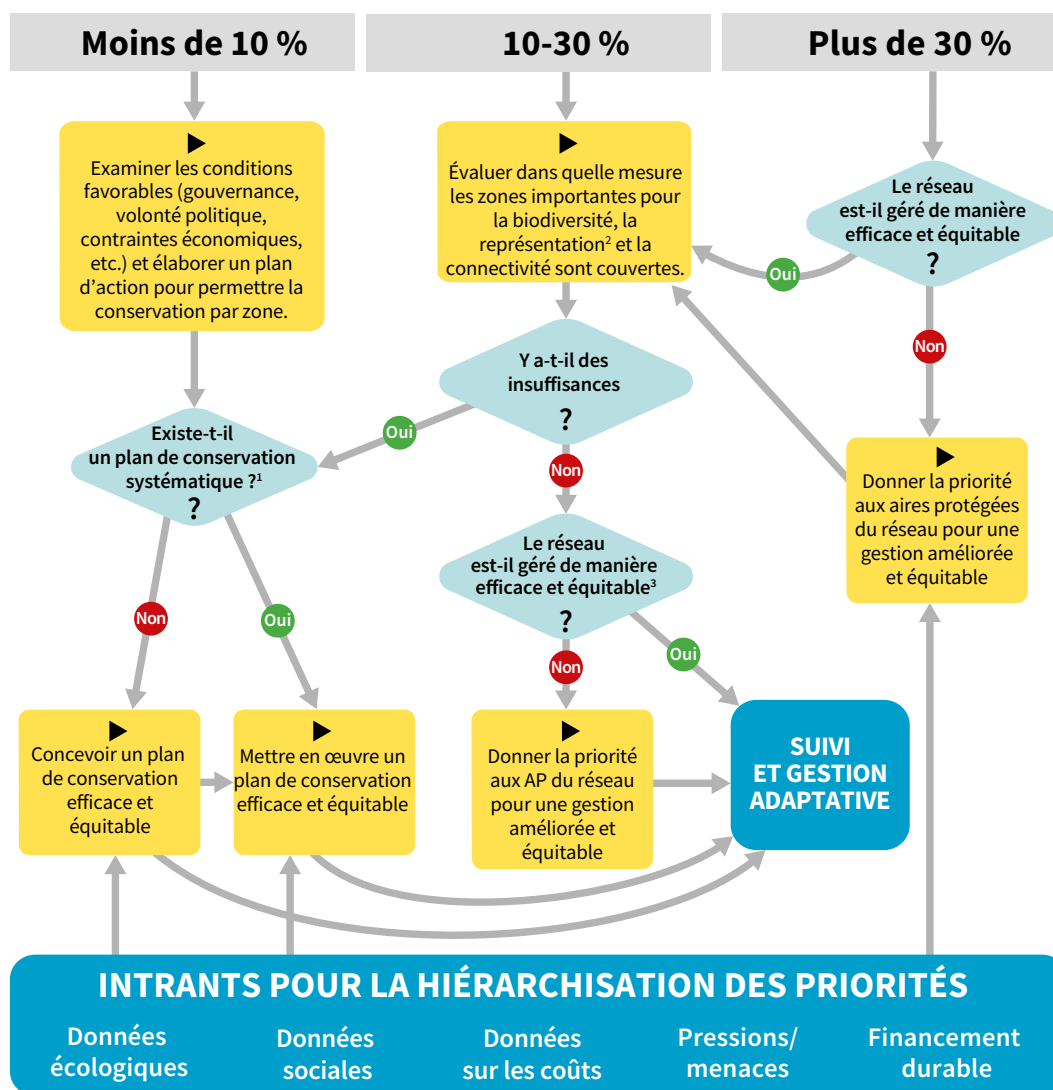 Moins de 10 %
10-30 %
Plus de 30 %
Examiner les conditions
favorables (gouvernance,
volonté politique,
contraintes économiques,
etc.) et élaborer un plan
d’action pour permettre la
conservation par zone.
Évaluer dans quelle mesure
les zones importantes pour
la biodiversité, la
représentation² et la
connectivité sont couvertes.
Le réseau
est-il géré de manière
efficace et équitable
?
Oui
Non
Y a-t-il des
insuffisances
?
Oui
Non
Existe-t-il
un plan de conservation
systématique ?¹
?
Non
Oui
Le réseau
est-il géré de manière
efficace et équitable³
?
Non
Oui
Donner la priorité
aux aires protégées
du réseau pour une
gestion améliorée
et équitable
Concevoir un plan
de conservation
efficace et
équitable
Mettre en œuvre un
plan de conservation
efficace et équitable
Donner la priorité
aux AP du réseau
pour une gestion
améliorée et
équitable
SUIVI
ET GESTION
ADAPTATIVE
INTRANTS POUR LA HIÉRARCHISATION DES PRIORITÉS
Données
écologiques
Données
sociales
Données
sur les coûts
Pressions/
menaces
Financement
durable